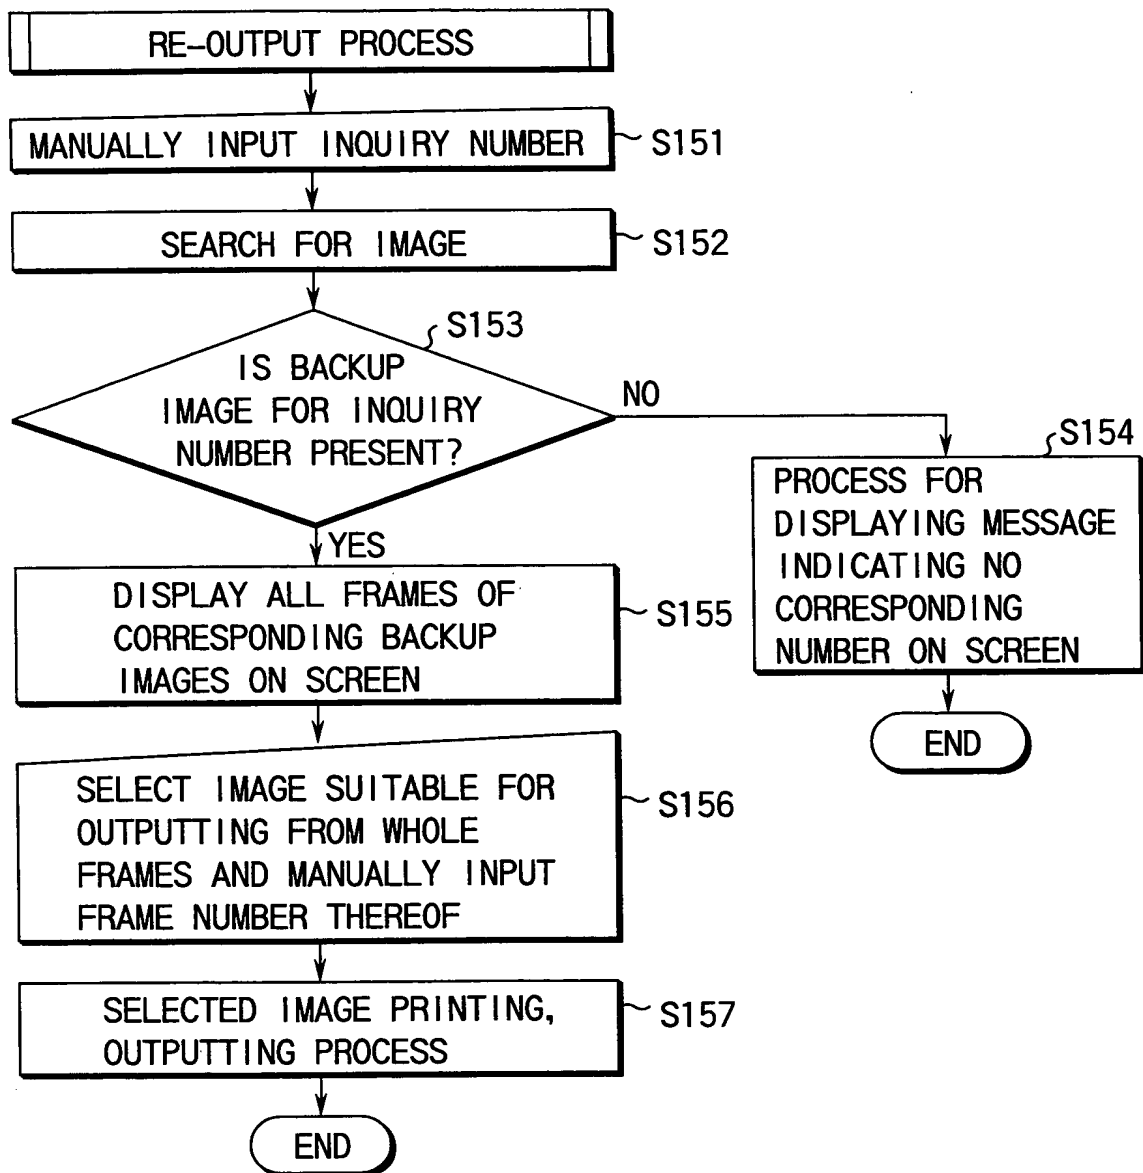 RE-OUTPUT PROCESS
MANUALLY INPUT INQUIRY NUMBER
S151
SEARCH FOR IMAGE
S152
S153
IS BACKUP
IMAGE FOR INQUIRY
NUMBER PRESENT?
NO
YES
S154
PROCESS FOR
DISPLAYING MESSAGE
INDICATING NO
CORRESPONDING
NUMBER ON SCREEN
END
DISPLAY ALL FRAMES OF
CORRESPONDING BACKUP
IMAGES ON SCREEN
S155
SELECT IMAGE SUITABLE FOR
OUTPUTTING FROM WHOLE
FRAMES AND MANUALLY INPUT
FRAME NUMBER THEREOF
S156
SELECTED IMAGE PRINTING,
OUTPUTTING PROCESS
S157
END